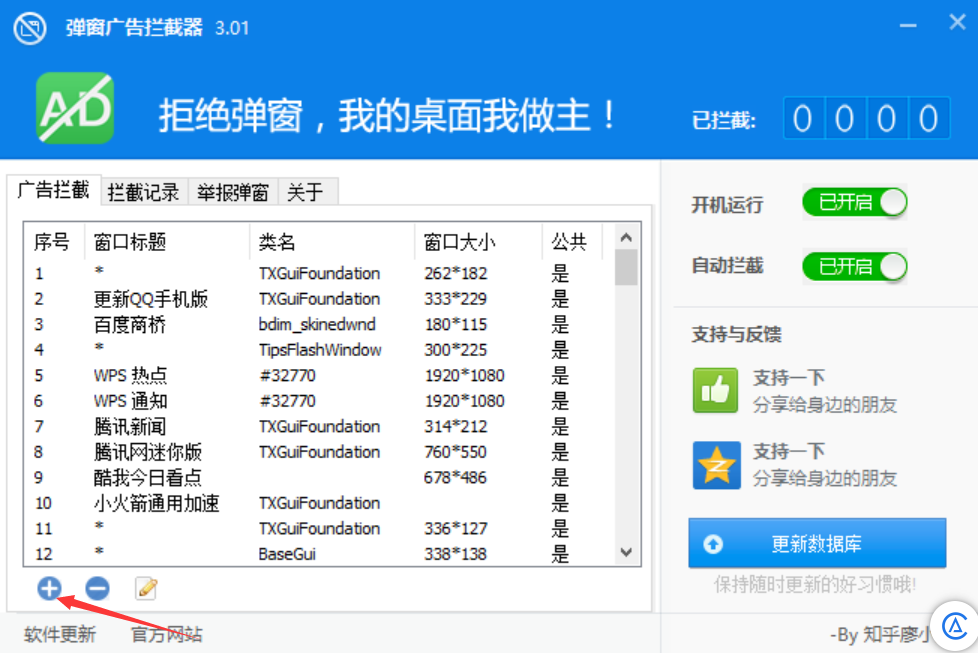 弹窗广告拦截器 3.01
AD 拒绝弹窗，我的桌面我做主！ 已拦截: 0 0 0 0
广告拦截 拦截记录 举报弹窗 关于
序号 窗口标题 类名 窗口大小 公共
1 * TXGuiFoundation 262*182 是
2 更新QQ手机版 TXGuiFoundation 333*229 是
3 百度商桥 bdim_skinedwnd 180*115 是
4 * TipsFlashWindow 300*225 是
5 WPS 热点 #32770 1920*1080 是
6 WPS 通知 #32770 1920*1080 是
7 腾讯新闻 TXGuiFoundation 314*212 是
8 腾讯网迷你版 TXGuiFoundation 760*550 是
9 酷我今日看点 678*486 是
10 小火箭通用加速 TXGuiFoundation 是
11 * TXGuiFoundation 336*127 是
12 * BaseGui 338*138 是
开机运行 已开启
自动拦截 已开启
支持与反馈
支持一下
分享给身边的朋友
支持一下
分享给身边的朋友
更新数据库
保持随时更新的好习惯哦!
软件更新 官方网站 -By 知乎廖小